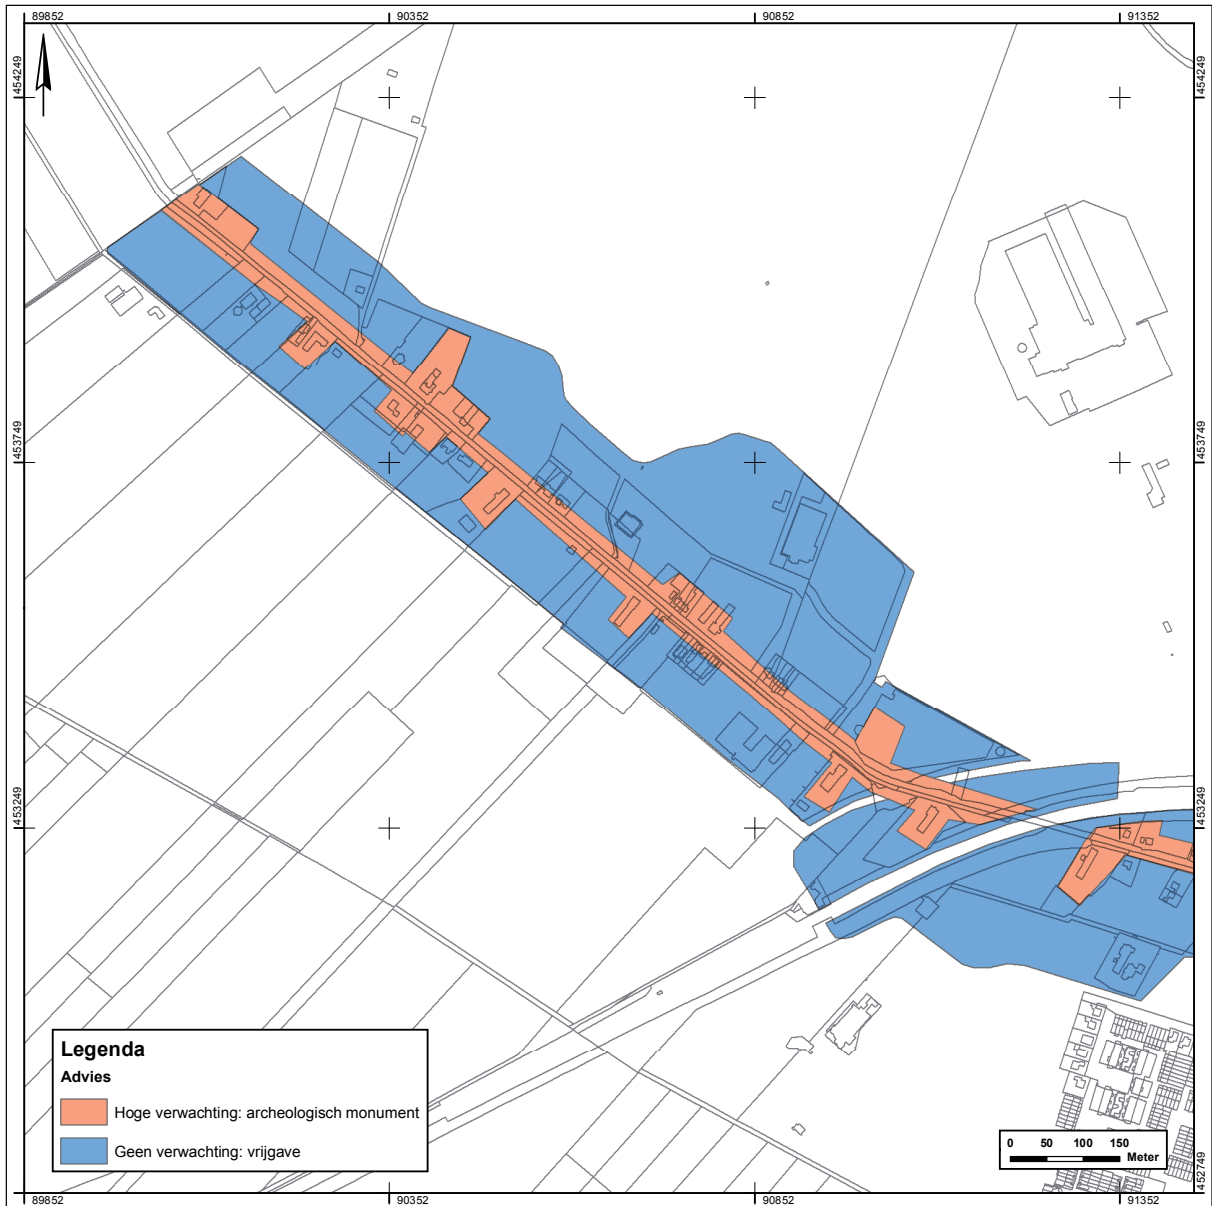 89852 90352 90852 91352
454249 454249
453749 453749
453249 453249
Legenda
Advies
Hoge verwachting: archeologisch monument
Geen verwachting: vrijgave
0 50 100 150
Meter
452749
89852 90352 90852 91352